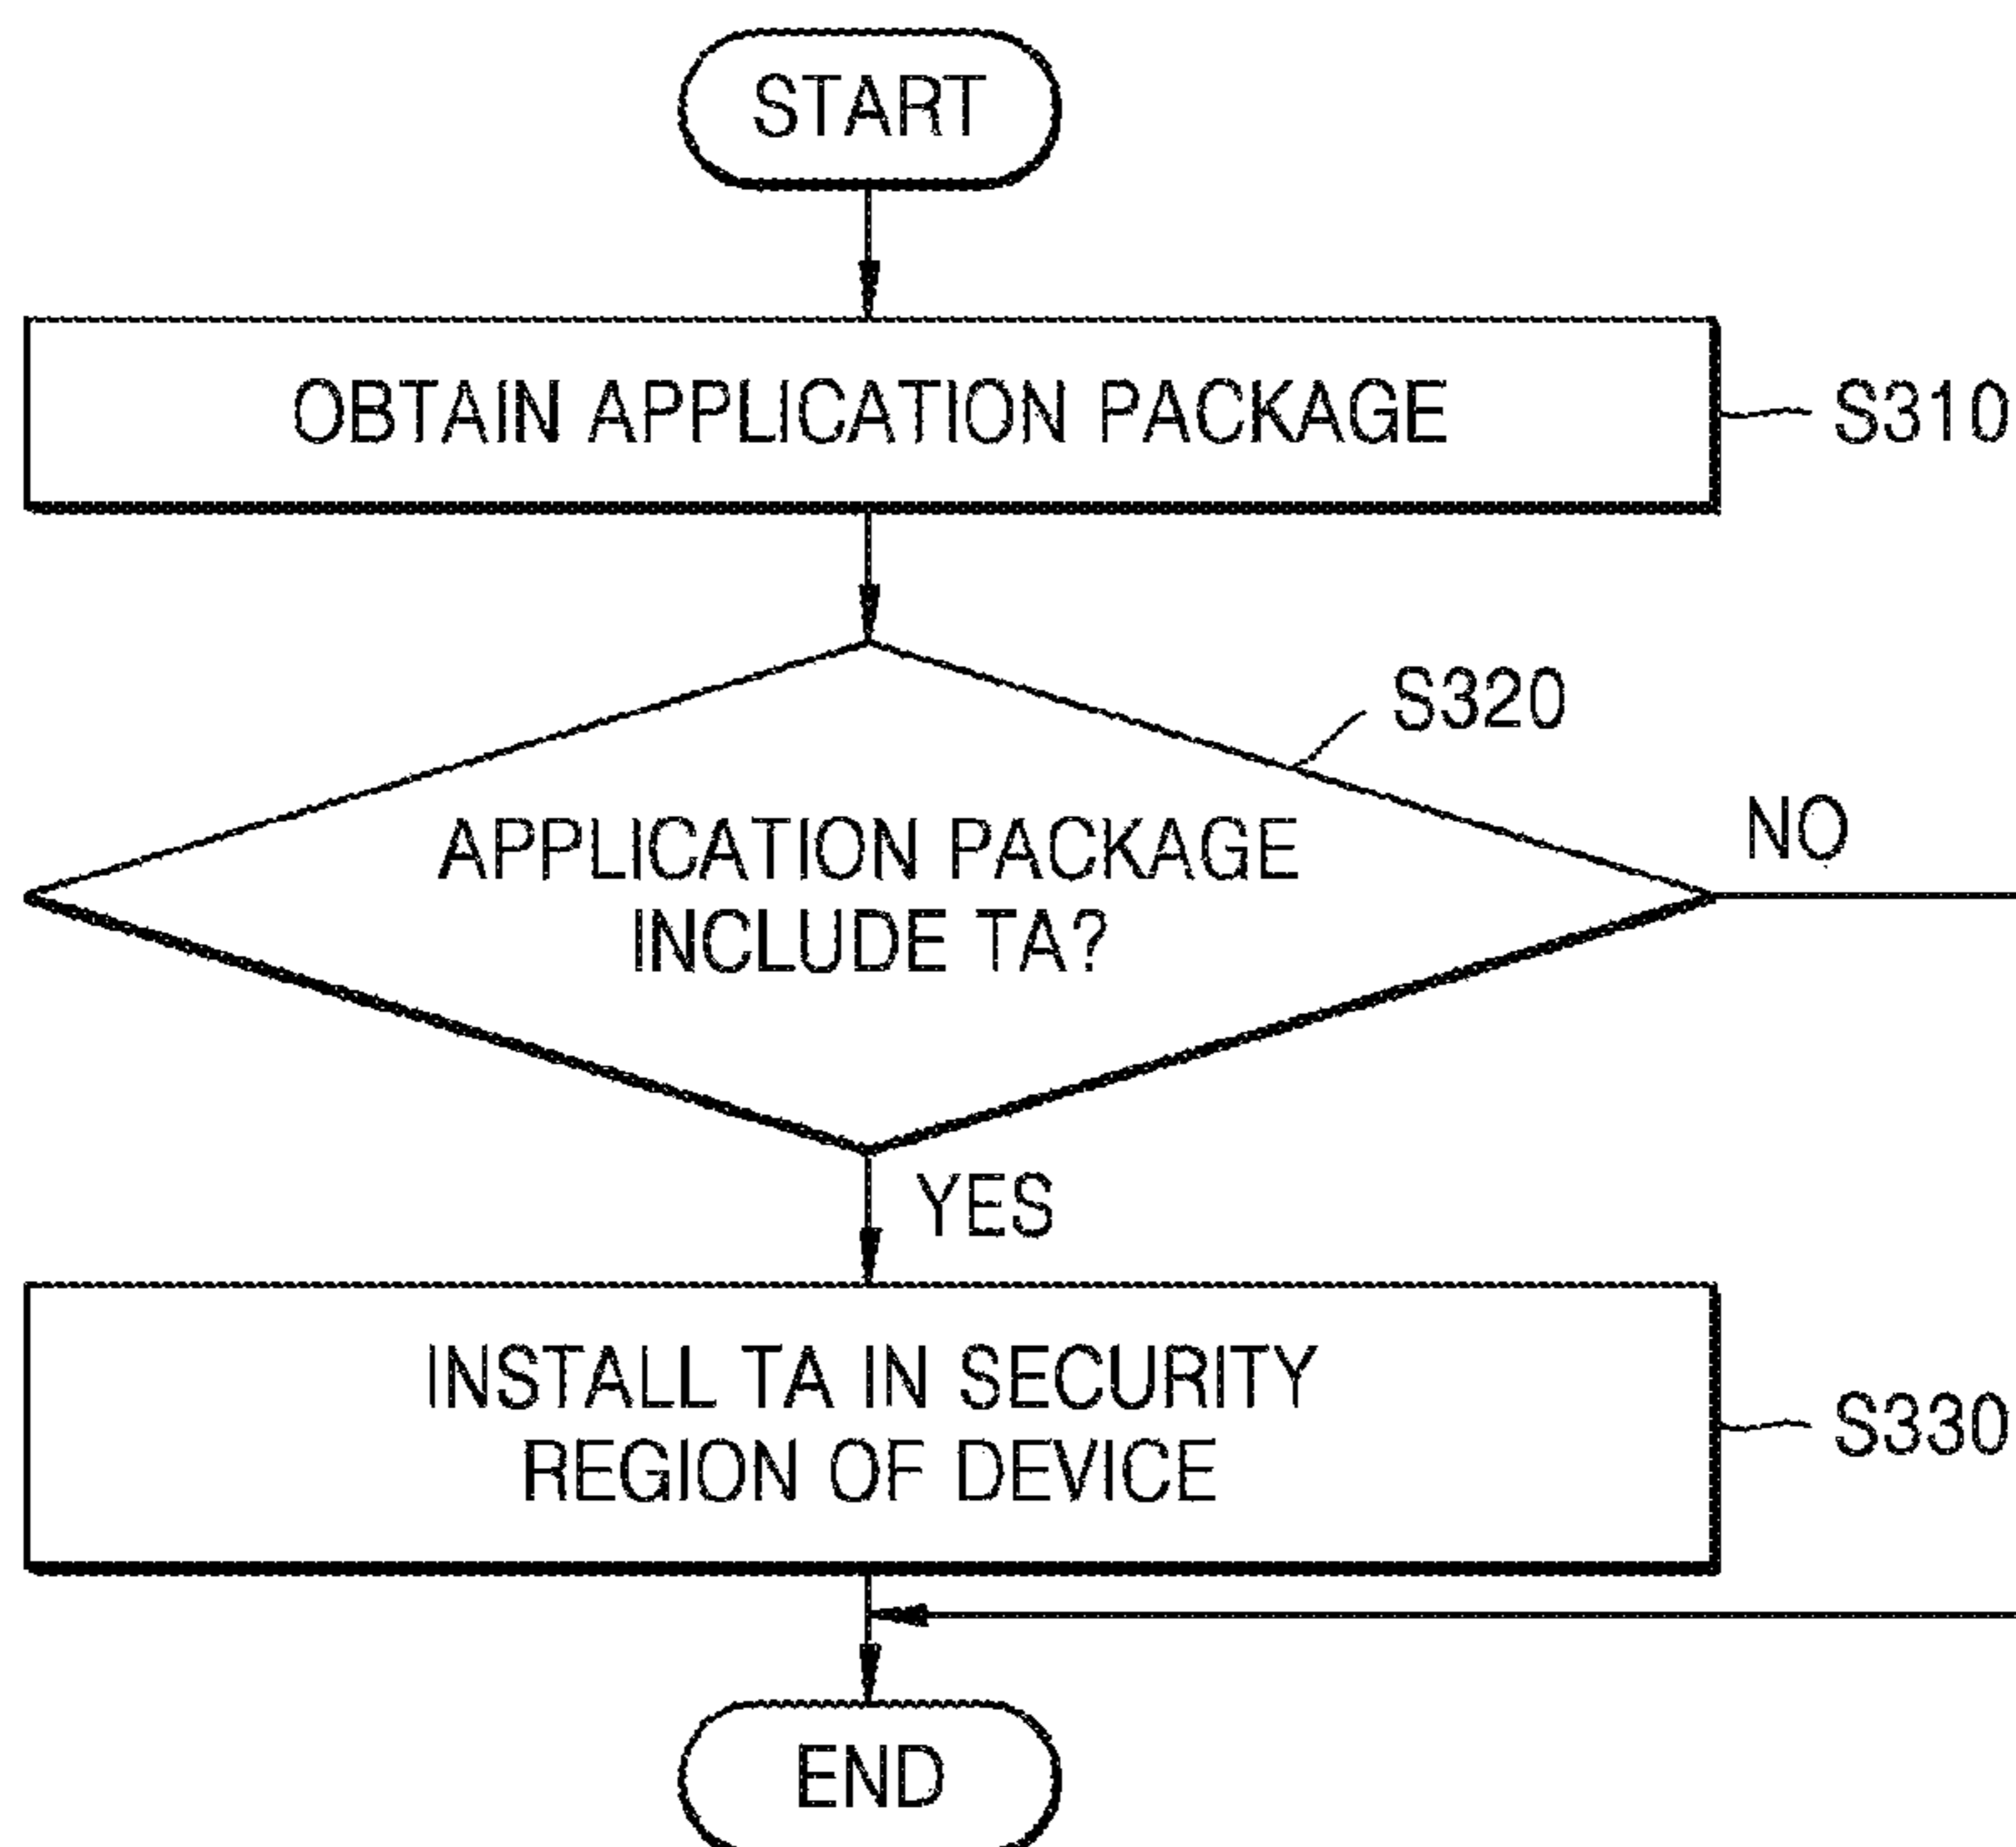 START
OBTAIN APPLICATION PACKAGE
S310
S320
APPLICATION PACKAGE
INCLUDE TA?
NO
YES
INSTALL TA IN SECURITY
REGION OF DEVICE
S330
END